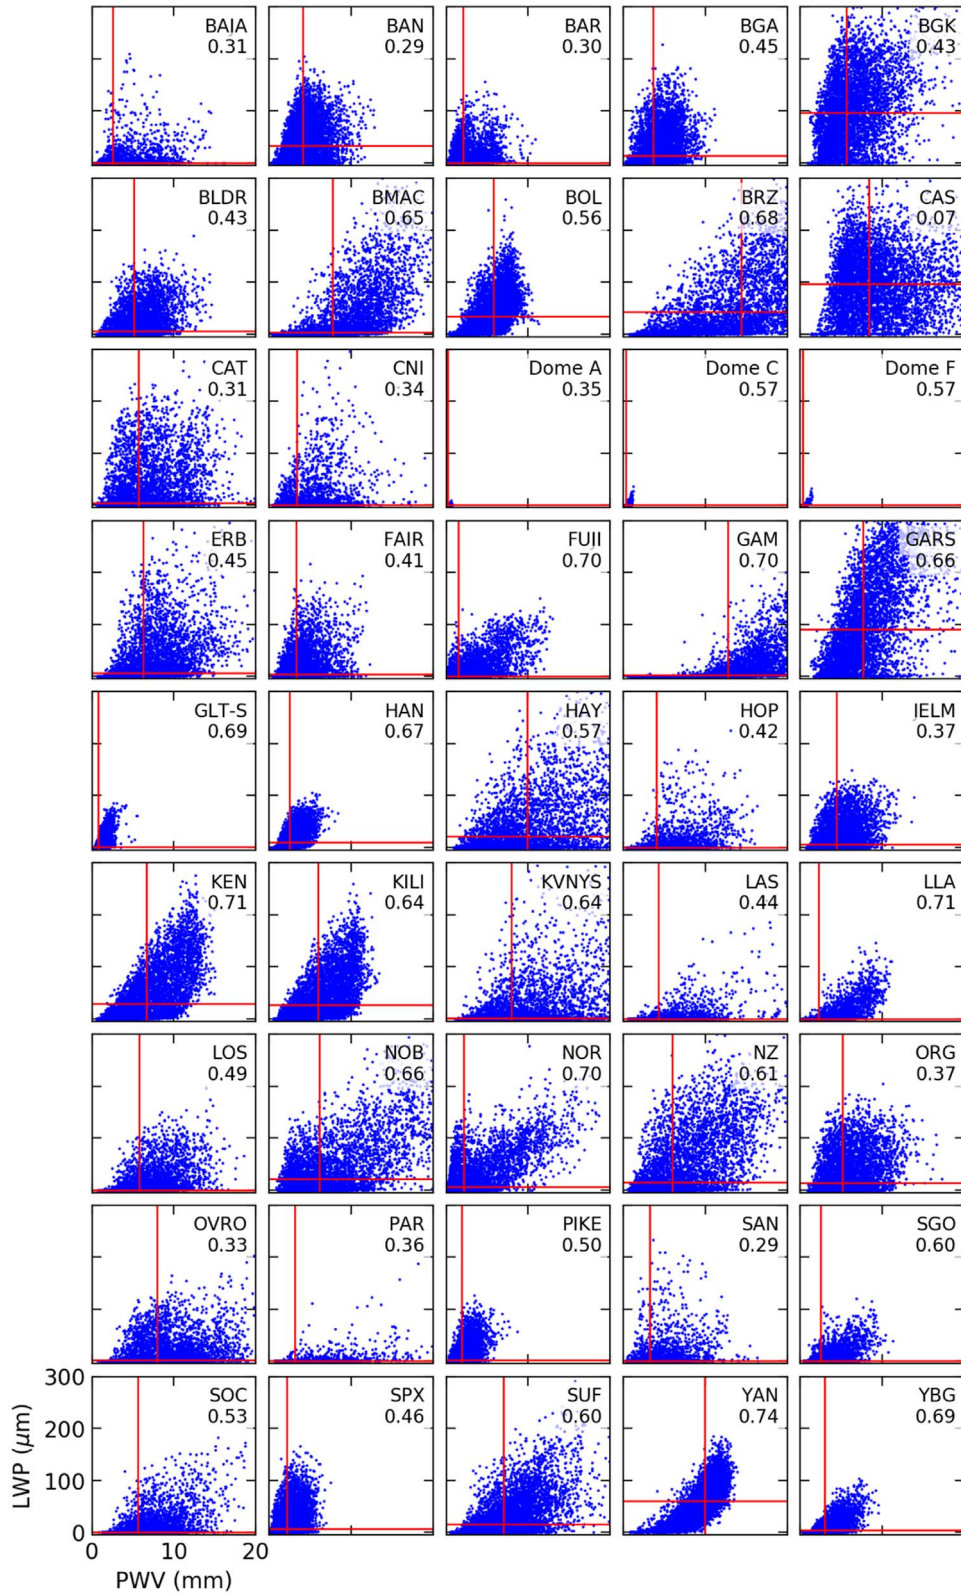 BAJA
0.31
BAN
0.29
BAR
0.30
BGA
0.45
BGK
0.43
BLDR
0.43
BMAC
0.65
BOL
0.56
BRZ
0.68
CAS
0.07
CAT
0.31
CNI
0.34
Dome A
0.35
Dome C
0.57
Dome F
0.57
ERB
0.45
FAIR
0.41
FUJI
0.70
GAM
0.70
GARS
0.66
GLT-S
0.69
HAN
0.67
HAY
0.57
HOP
0.42
IELM
0.37
KEN
0.71
KILI
0.64
KVNYS
0.64
LAS
0.44
LLA
0.71
LOS
0.49
NOB
0.66
NOR
0.70
NZ
0.61
ORG
0.37
OVRO
0.33
PAR
0.36
PIKE
0.50
SAN
0.29
SGO
0.60
SOC
0.53
SPX
0.46
SUF
0.60
YAN
0.74
YBG
0.69
300
200
100
0
LWP (μm)
0 10 20
PWV (mm)